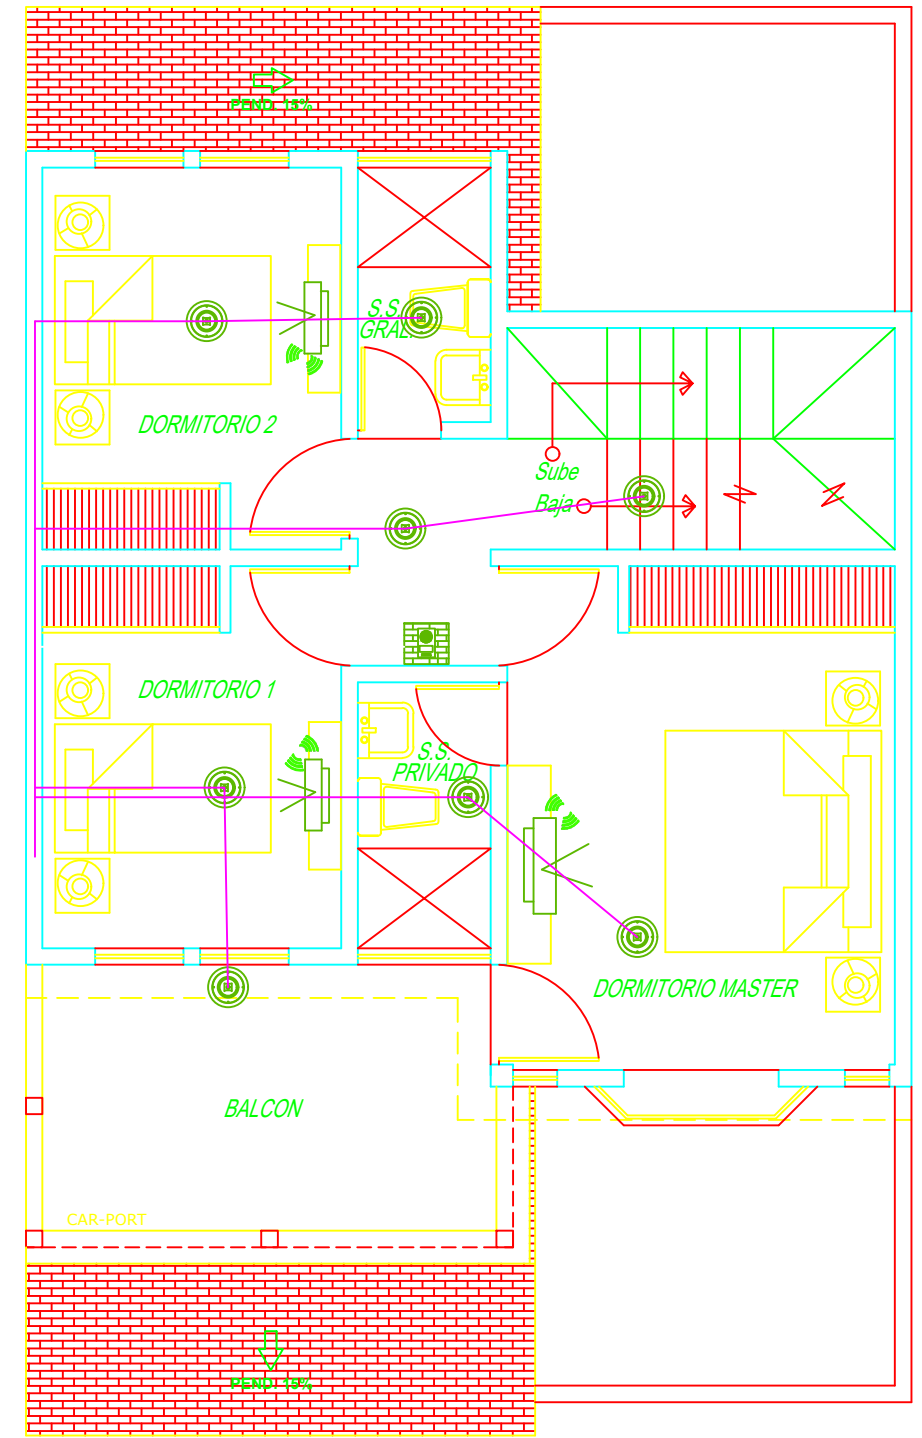 PEND. 15%
S.S.
GRAL.
DORMITORIO 2
Sube
Baja
DORMITORIO 1
S.S.
PRIVADO
DORMITORIO MASTER
BALCON
CAR-PORT
PEND. 15%